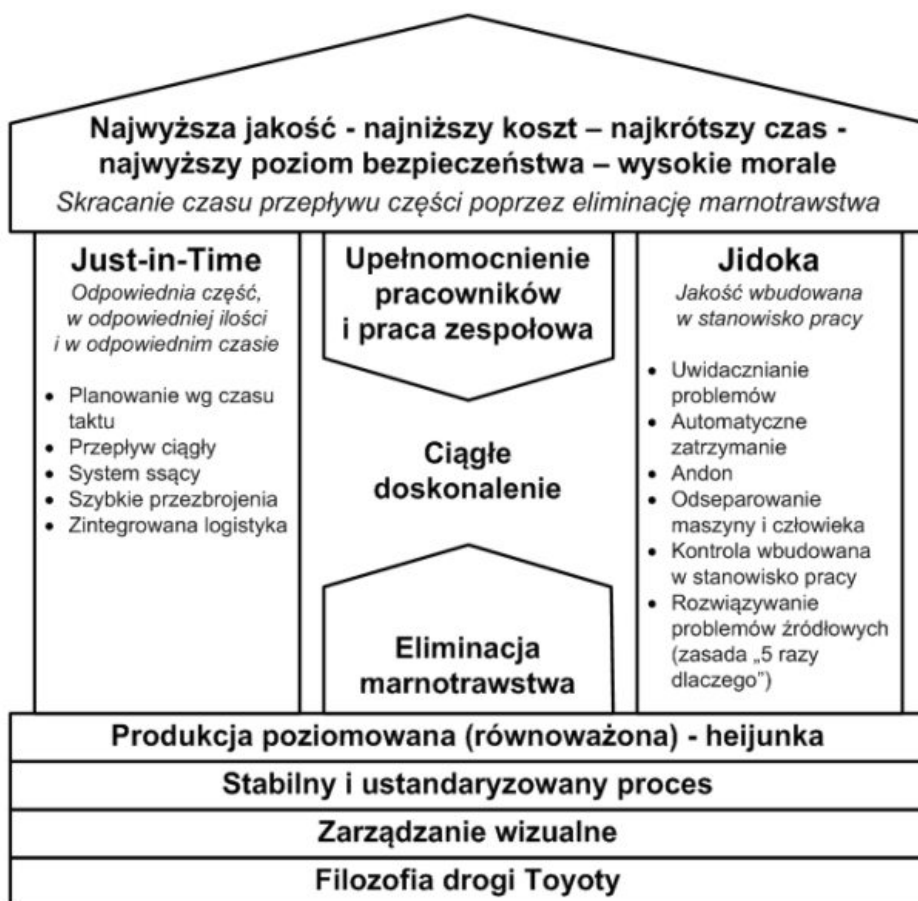 Najwyższa jakość - najniższy koszt – najkrótszy czas -
najwyższy poziom bezpieczeństwa – wysokie morale
Skracanie czasu przepływu części poprzez eliminację marnotrawstwa
Just-in-Time
Odpowiednia część,
w odpowiedniej ilości
i w odpowiednim czasie
• Planowanie wg czasu
taktu
• Przepływ ciągły
• System ssący
• Szybkie przezbrojenia
• Zintegrowana logistyka
Upełnomocnienie
pracowników
i praca zespołowa
Ciągłe
doskonalenie
Eliminacja
marnotrawstwa
Jidoka
Jakość wbudowana
w stanowisko pracy
• Uwidacznianie
problemów
• Automatyczne
zatrzymanie
• Andon
• Odseparowanie
maszyny i człowieka
• Kontrola wbudowana
w stanowisko pracy
• Rozwiązywanie
problemów źródłowych
(zasada „5 razy
dlaczego”)
Produkcja poziomowana (równoważona) - heijunka
Stabilny i ustandaryzowany proces
Zarządzanie wizualne
Filozofia drogi Toyoty